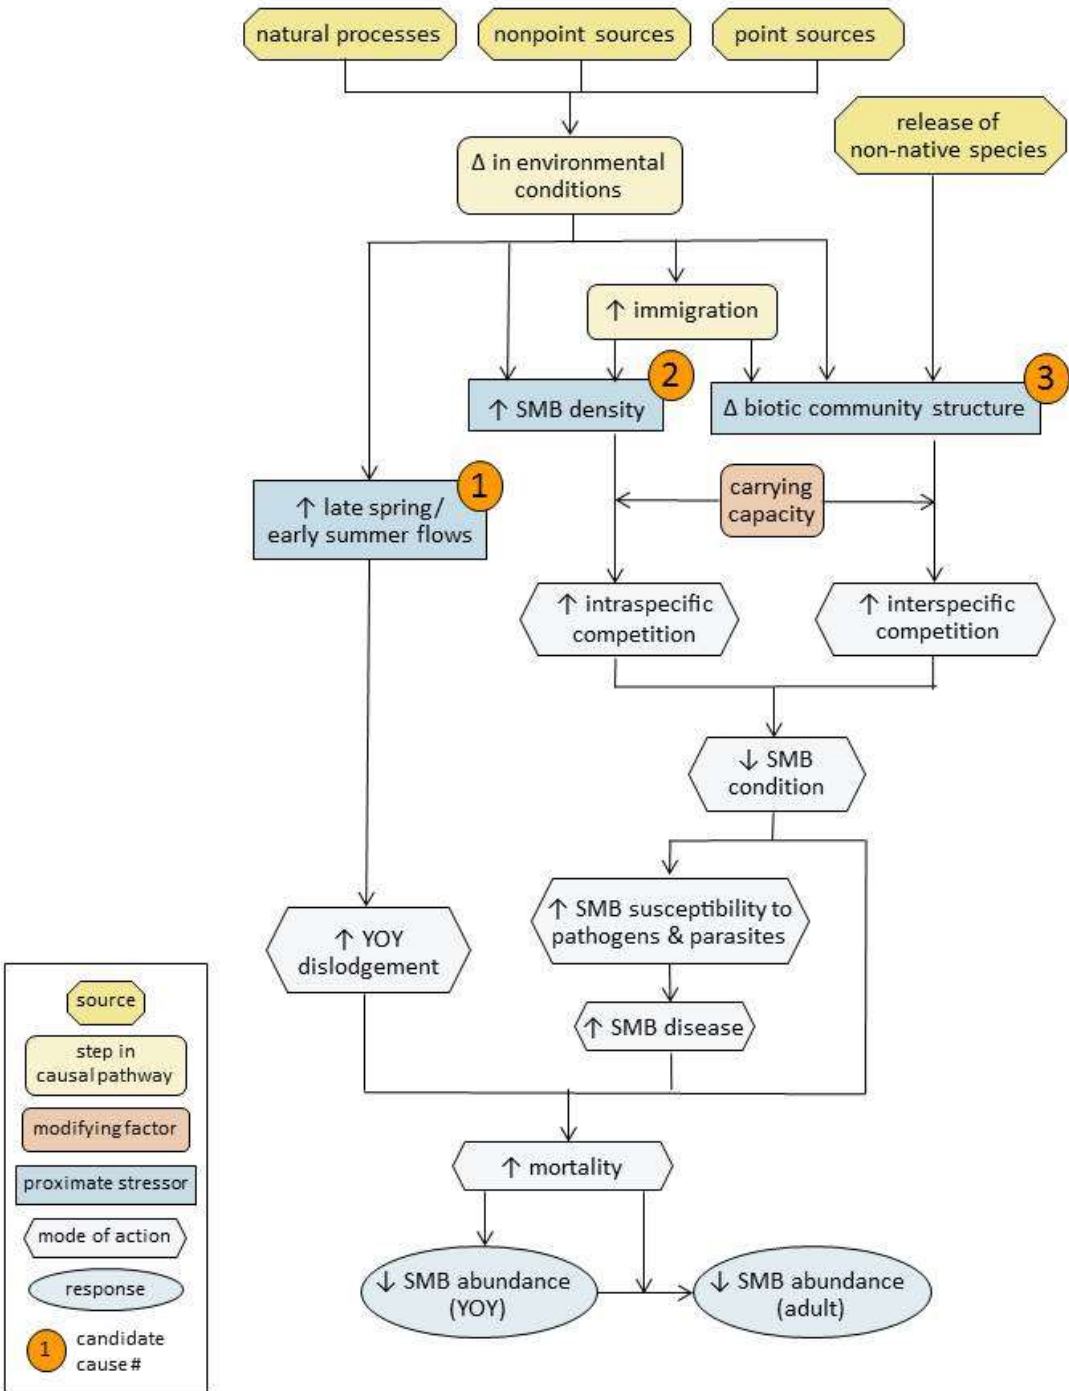 natural processes
nonpoint sources
point sources
release of
non-native species
Δ in environmental
conditions
↑ immigration
2
3
↑ SMB density
Δ biotic community structure
1
↑ late spring/
early summer flows
carrying
capacity
↑ intraspecific
competition
↑ interspecific
competition
↓ SMB
condition
↑ SMB susceptibility to
pathogens & parasites
↑ YOY
dislodgement
↑ SMB disease
↑ mortality
↓ SMB abundance
(YOY)
↓ SMB abundance
(adult)
source
step in
causal pathway
modifying factor
proximate stressor
mode of action
response
1
candidate
cause #